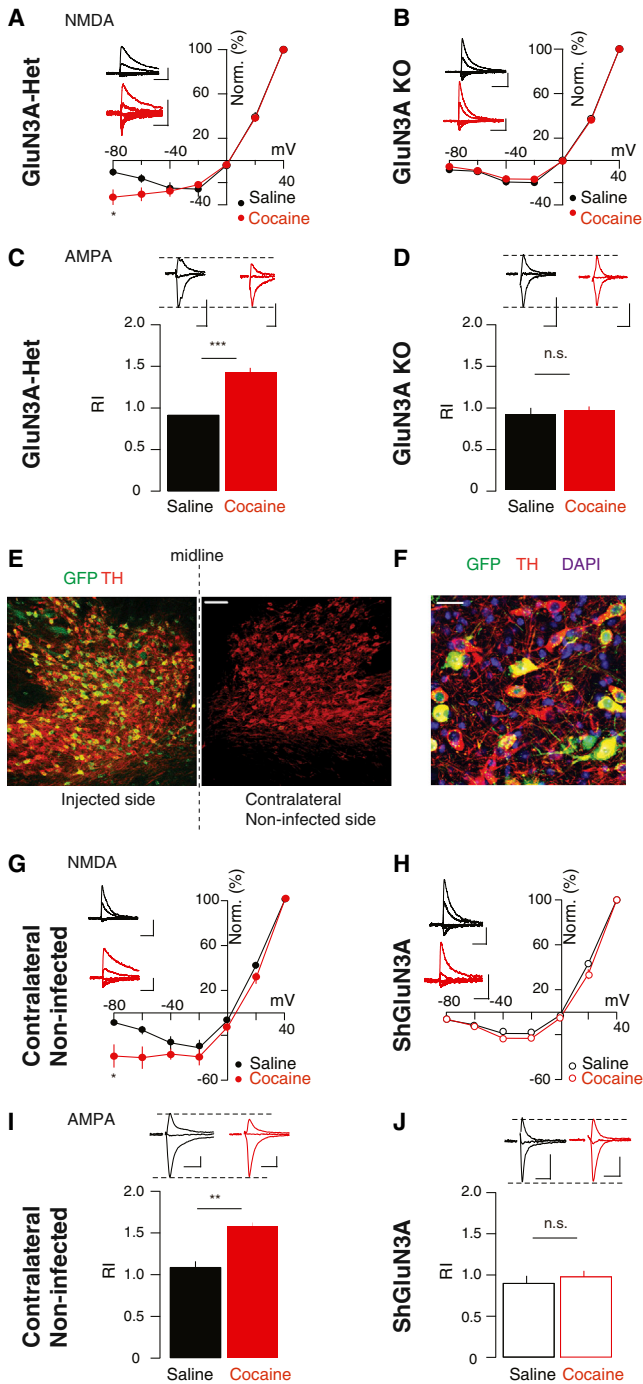 A
NMDA
GluN3A-Het
Norm. (%)
100
60
20
-80
-40
mV
40
-40
*
Saline
Cocaine
B
GluN3A KO
Norm. (%)
100
60
20
-80
-40
mV
40
-40
Saline
Cocaine
C
AMPA
GluN3A-Het
RI
2.0
1.5
1.0
0.5
0
***
Saline
Cocaine
D
GluN3A KO
RI
2.0
1.5
1.0
0.5
0
n.s.
Saline
Cocaine
E
midline
GFP TH
Injected side
Contralateral
Non-infected side
F
GFP TH DAPI
G
NMDA
Contralateral
Non-infected
Norm. (%)
100
60
20
-80
-40
mV
40
-60
*
Saline
Cocaine
H
ShGluN3A
Norm. (%)
100
60
20
-80
-40
mV
40
-60
Saline
Cocaine
I
AMPA
Contralateral
Non-infected
RI
2.0
1.5
1.0
0.5
0
**
Saline
Cocaine
J
ShGluN3A
RI
2.0
1.5
1.0
0.5
0
n.s.
Saline
Cocaine